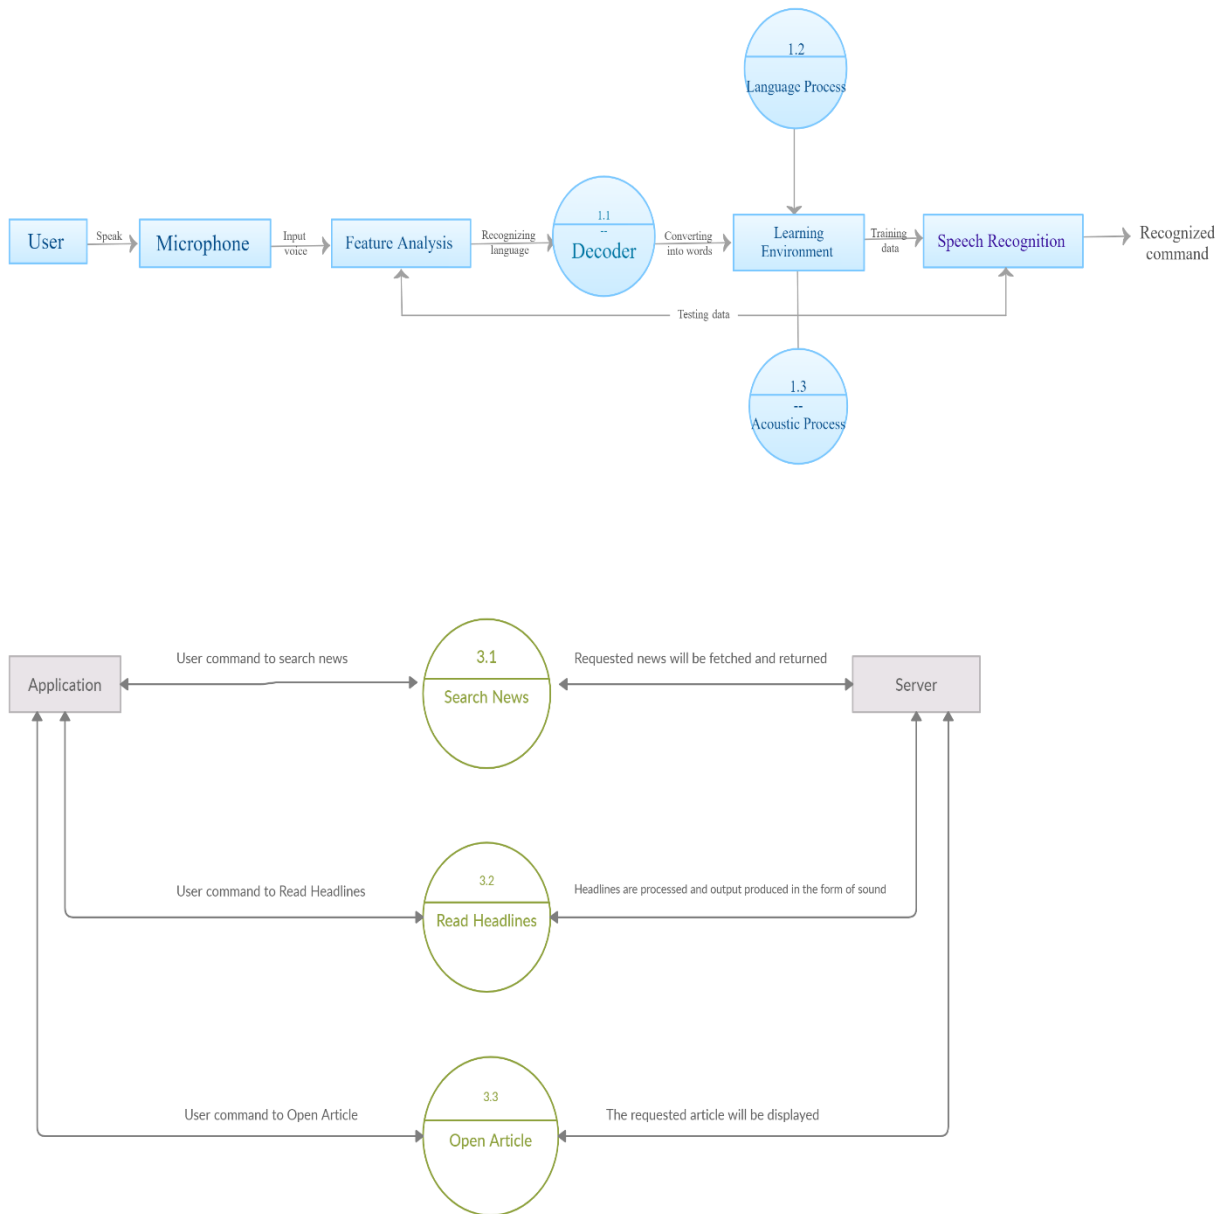 1.2
Language Process
User
Speak
Microphone
Input
voice
Feature Analysis
Recognizing
language
1.1
--
Decoder
Converting
into words
Learning
Environment
Training
data
Speech Recognition
Recognized
command
Testing data
1.3
--
Acoustic Process
Application
User command to search news
3.1
Search News
Requested news will be fetched and returned
Server
User command to Read Headlines
3.2
Read Headlines
Headlines are processed and output produced in the form of sound
User command to Open Article
3.3
Open Article
The requested article will be displayed